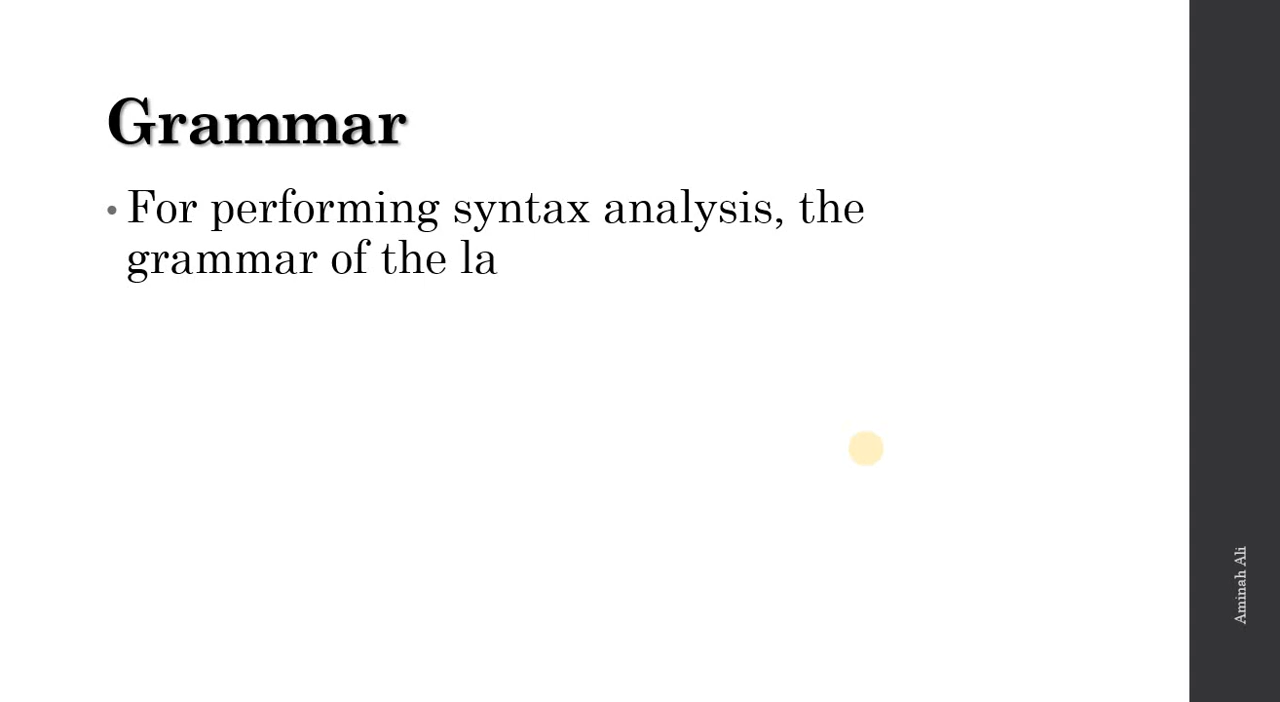 Grammar
• For performing syntax analysis, the
grammar of the la
Aminah Ali